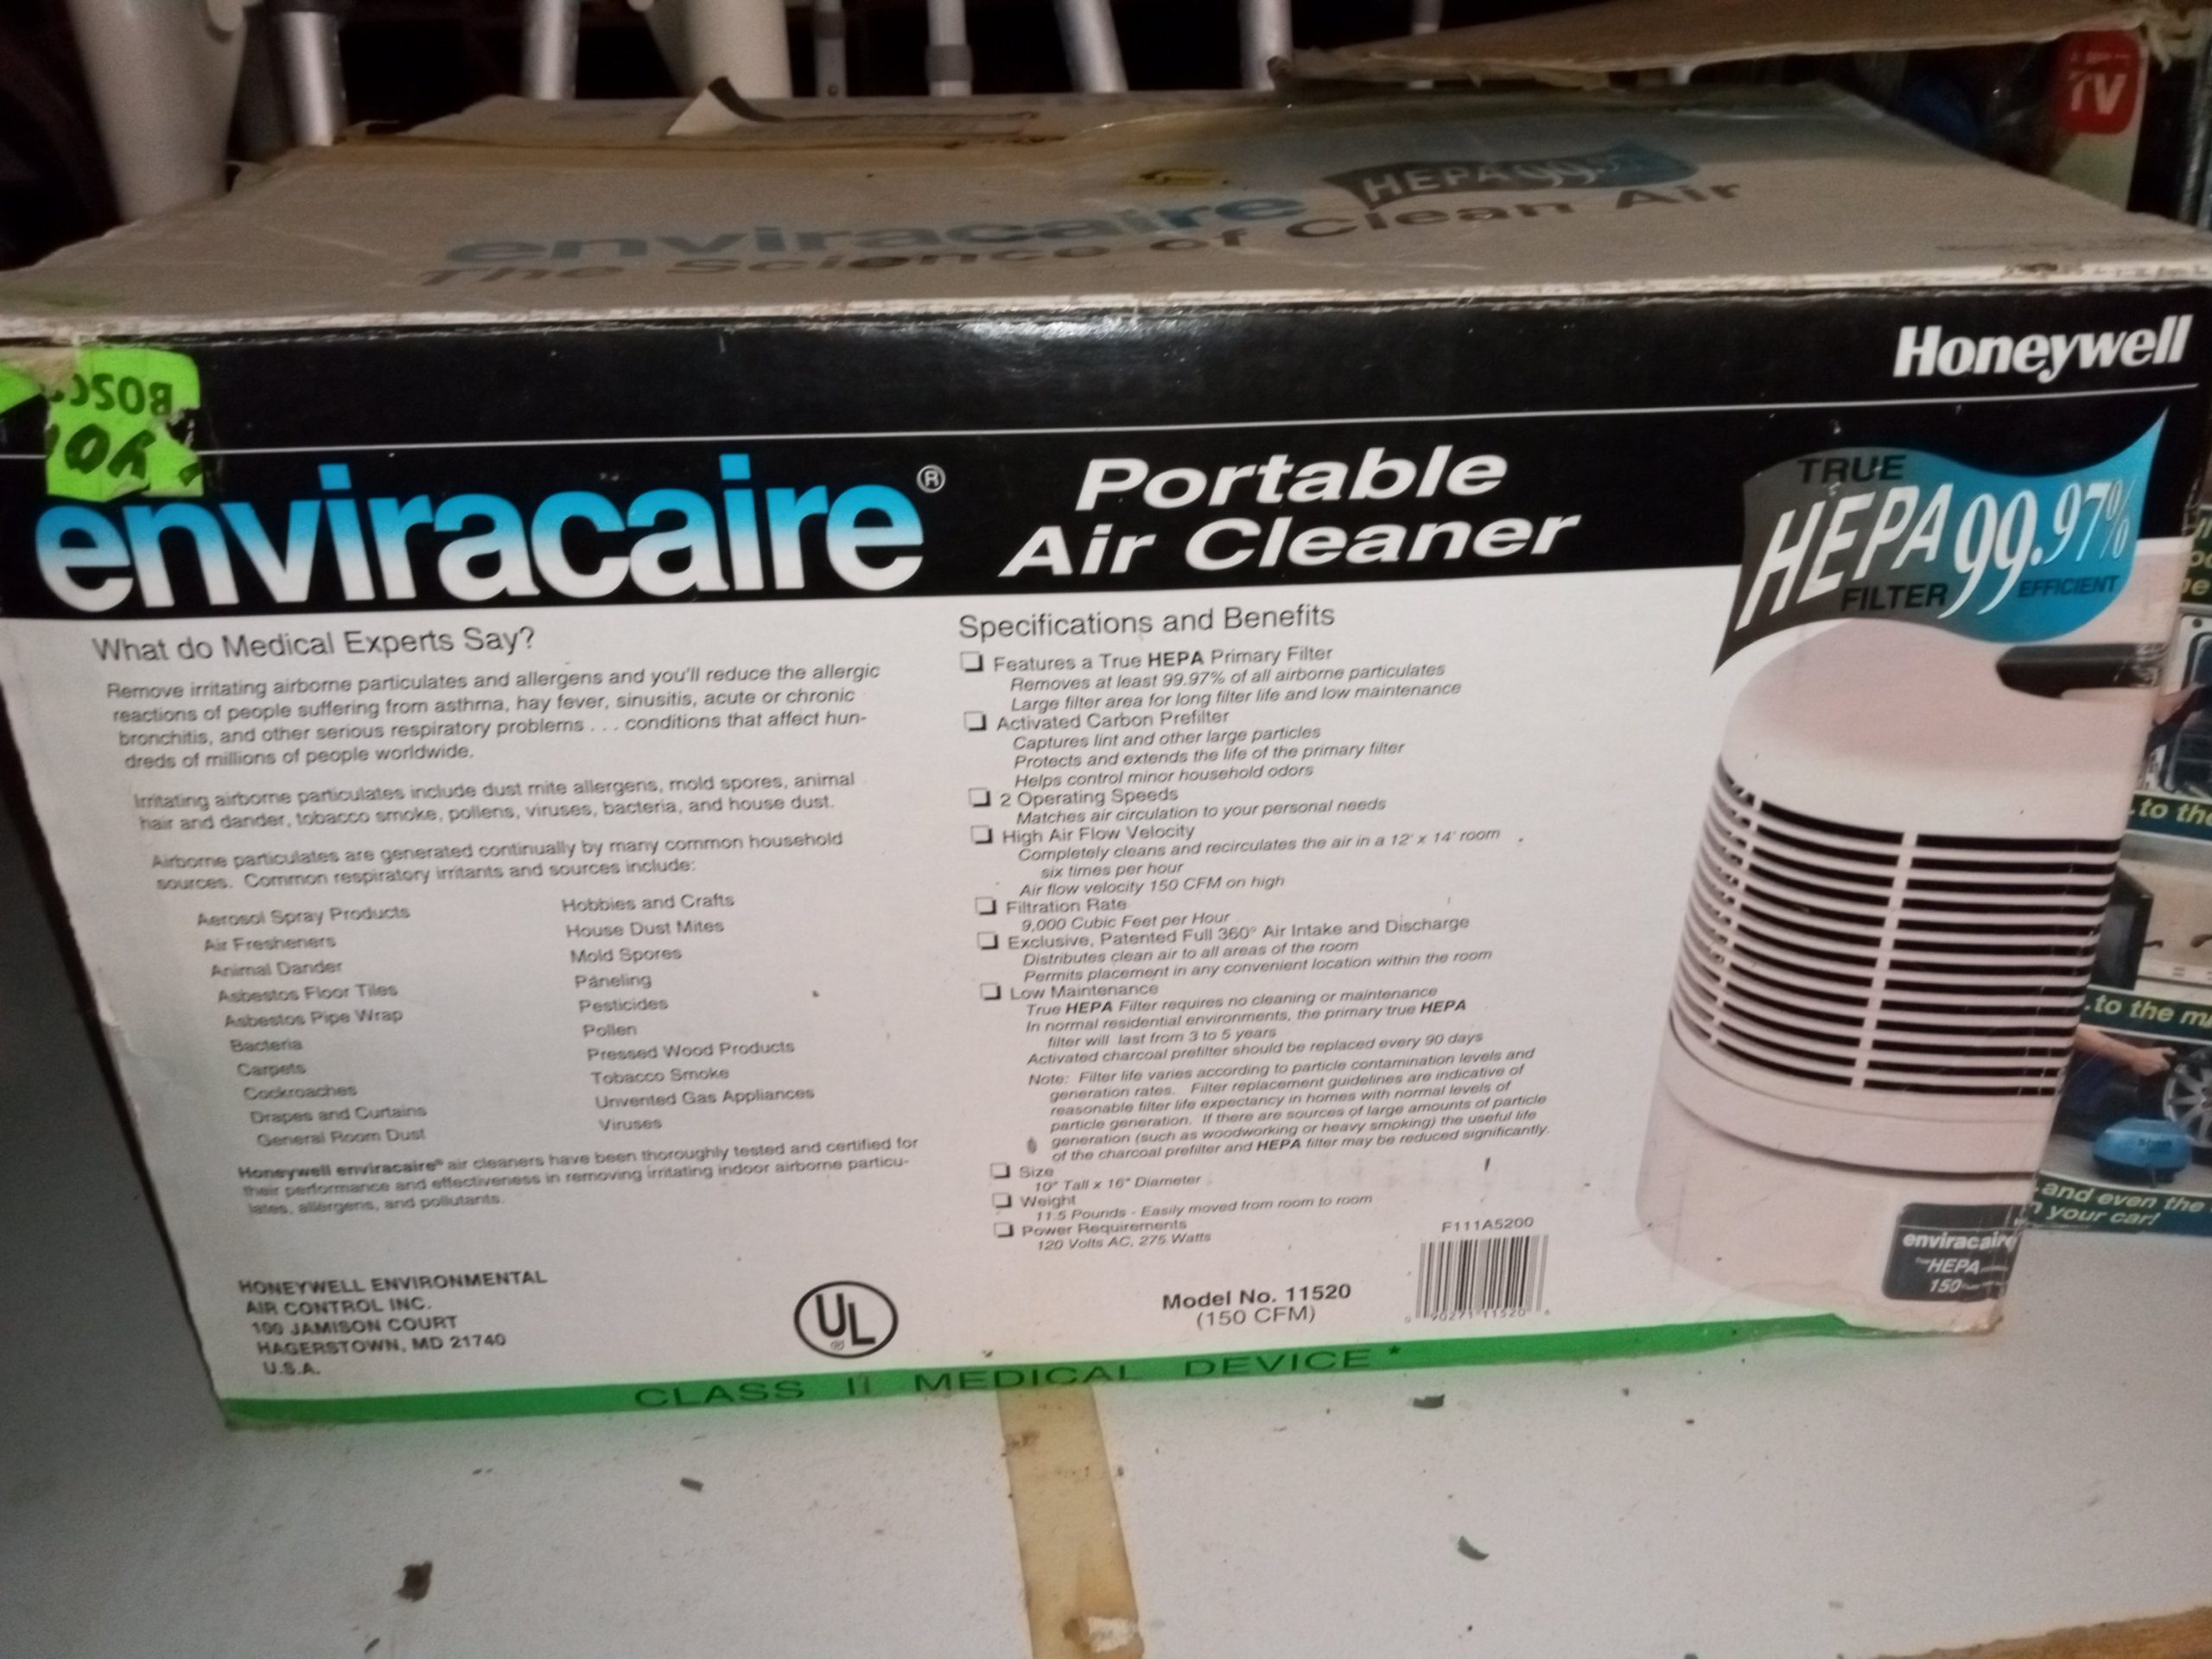 TV
enviracaire HEPA
The Science of Clean Air
Honeywell
BOSC
enviracaire®
Portable
Air Cleaner
TRUE
HEPA 99.97%
FILTER
EFFICIENT
What do Medical Experts Say?
Remove irritating airborne particulates and allergens and you'll reduce the allergic
reactions of people suffering from asthma, hay fever, sinusitis, acute or chronic
bronchitis, and other serious respiratory problems . . . conditions that affect hun-
dreds of millions of people worldwide.
Irritating airborne particulates include dust mite allergens, mold spores, animal
hair and dander, tobacco smoke, pollens, viruses, bacteria, and house dust.
Airborne particulates are generated continually by many common household
sources. Common respiratory irritants and sources include:
Aerosol Spray Products
Air Fresheners
Animal Dander
Asbestos Floor Tiles
Asbestos Pipe Wrap
Bacteria
Carpets
Cockroaches
Drapes and Curtains
General Room Dust
Hobbies and Crafts
House Dust Mites
Mold Spores
Paneling
Pesticides
Pollen
Pressed Wood Products
Tobacco Smoke
Unvented Gas Appliances
Viruses
Honeywell enviracaire® air cleaners have been thoroughly tested and certified for
their performance and effectiveness in removing irritating indoor airborne particu-
lates, allergens, and pollutants.
HONEYWELL ENVIRONMENTAL
AIR CONTROL INC.
100 JAMISON COURT
HAGERSTOWN, MD 21740
U.S.A.
UL
Specifications and Benefits
❏ Features a True HEPA Primary Filter
Removes at least 99.97% of all airborne particulates
Large filter area for long filter life and low maintenance
❏ Activated Carbon Prefilter
Captures lint and other large particles
Protects and extends the life of the primary filter
Helps control minor household odors
❏ 2 Operating Speeds
Matches air circulation to your personal needs
❏ High Air Flow Velocity
Completely cleans and recirculates the air in a 12' x 14' room
six times per hour
Air flow velocity 150 CFM on high
❏ Filtration Rate
9,000 Cubic Feet per Hour
❏ Exclusive, Patented Full 360° Air Intake and Discharge
Distributes clean air to all areas of the room
Permits placement in any convenient location within the room
❏ Low Maintenance
True HEPA Filter requires no cleaning or maintenance
In normal residential environments, the primary true HEPA
filter will last from 3 to 5 years
Activated charcoal prefilter should be replaced every 90 days
Note: Filter life varies according to particle contamination levels and
generation rates. Filter replacement guidelines are indicative of
reasonable filter life expectancy in homes with normal levels of
particle generation. If there are sources of large amounts of particle
generation (such as woodworking or heavy smoking) the useful life
of the charcoal prefilter and HEPA filter may be reduced significantly.
❏ Size
10" Tall x 16" Diameter
❏ Weight
11.5 Pounds - Easily moved from room to room
❏ Power Requirements
120 Volts AC, 275 Watts
Model No. 11520
(150 CFM)
F111A5200
90271 11520
enviracaire
HEPA
150
CLASS II MEDICAL DEVICE*
...to the
...to the
and even the
your car!